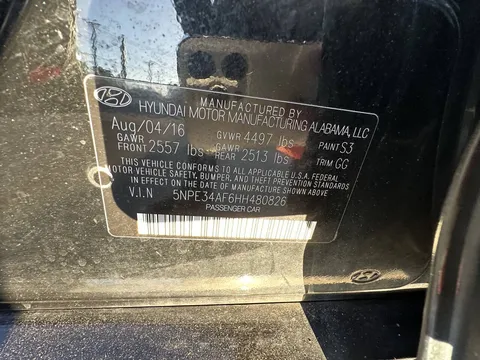 MANUFACTURED BY
HYUNDAI MOTOR MANUFACTURING ALABAMA, LLC
Aug/04/16 GVWR 4497 lbs PAINT S3
GAWR FRONT 2557 lbs GAWR REAR 2513 lbs TRIM GG
THIS VEHICLE CONFORMS TO ALL APPLICABLE U.S.A. FEDERAL
MOTOR VEHICLE SAFETY, BUMPER, AND THEFT PREVENTION STANDARDS
IN EFFECT ON THE DATE OF MANUFACTURE SHOWN ABOVE
V.I.N 5NPE34AF6HH480826
PASSENGER CAR